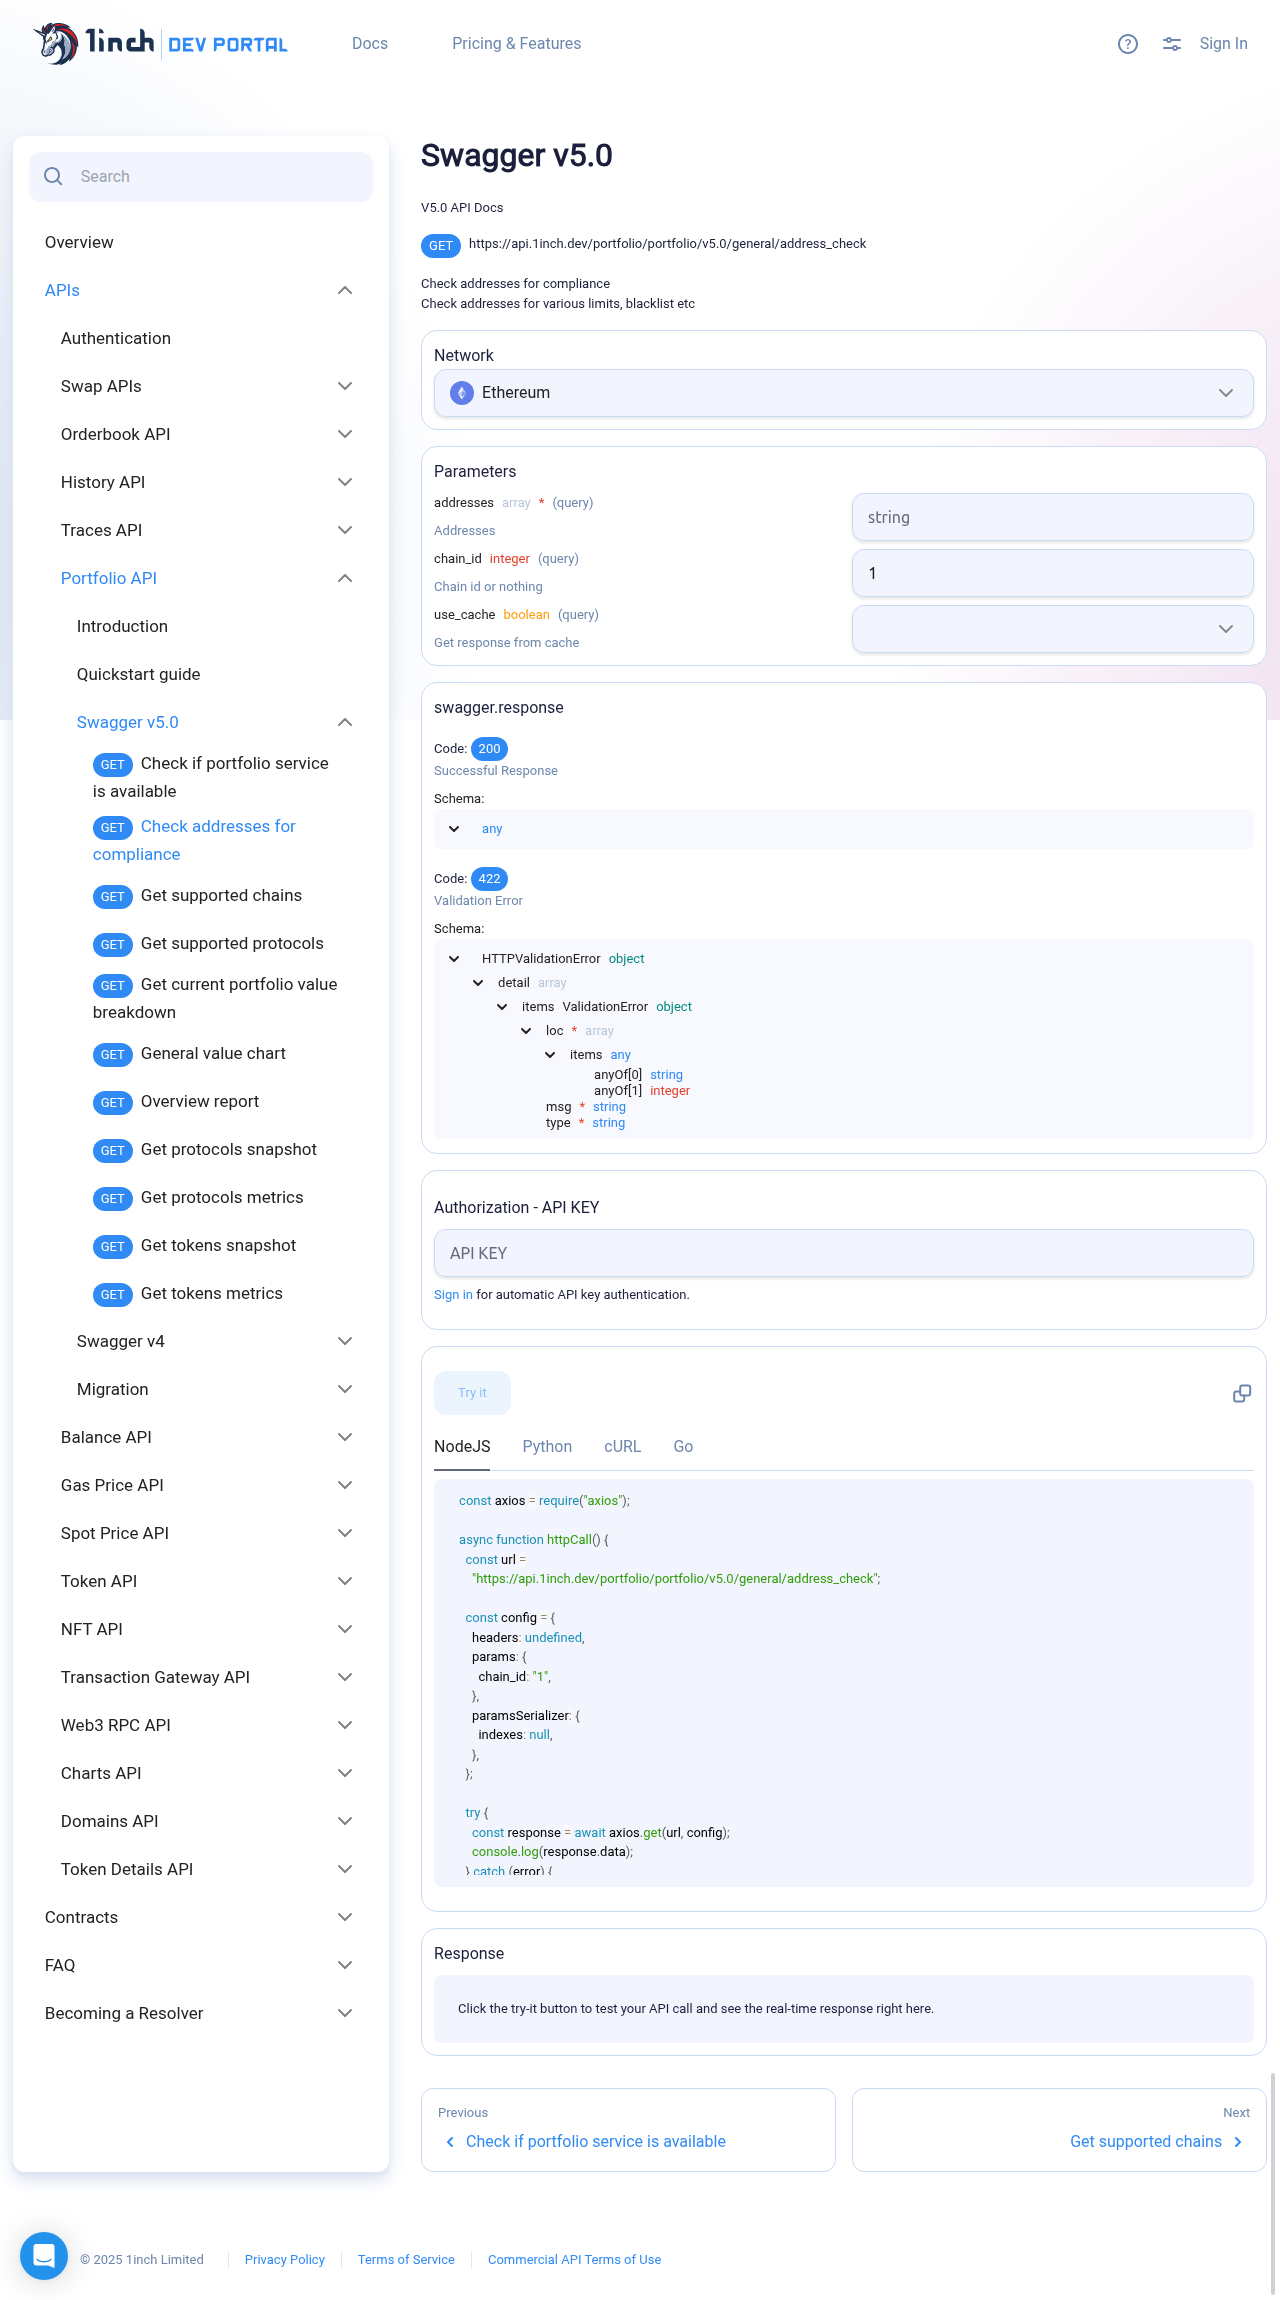 1inch DEV PORTAL
Docs
Pricing & Features
Sign In
Search
Overview
APIs
Authentication
Swap APIs
Orderbook API
History API
Traces API
Portfolio API
Introduction
Quickstart guide
Swagger v5.0
GET Check if portfolio service
is available
GET Check addresses for
compliance
GET Get supported chains
GET Get supported protocols
GET Get current portfolio value
breakdown
GET General value chart
GET Overview report
GET Get protocols snapshot
GET Get protocols metrics
GET Get tokens snapshot
GET Get tokens metrics
Swagger v4
Migration
Balance API
Gas Price API
Spot Price API
Token API
NFT API
Transaction Gateway API
Web3 RPC API
Charts API
Domains API
Token Details API
Contracts
FAQ
Becoming a Resolver
Swagger v5.0
V5.0 API Docs
GET https://api.1inch.dev/portfolio/portfolio/v5.0/general/address_check
Check addresses for compliance
Check addresses for various limits, blacklist etc
Network
Ethereum
Parameters
addresses array * (query)
string
Addresses
chain_id integer (query)
1
Chain id or nothing
use_cache boolean (query)
Get response from cache
swagger.response
Code: 200
Successful Response
Schema:
any
Code: 422
Validation Error
Schema:
HTTPValidationError object
detail array
items ValidationError object
loc * array
items any
anyOf[0] string
anyOf[1] integer
msg * string
type * string
Authorization - API KEY
API KEY
Sign in for automatic API key authentication.
Try it
NodeJS Python cURL Go
const axios = require("axios");
async function httpCall() {
const url =
"https://api.1inch.dev/portfolio/portfolio/v5.0/general/address_check";
const config = {
headers: undefined,
params: {
chain_id: "1",
},
paramsSerializer: {
indexes: null,
},
};
try {
const response = await axios.get(url, config);
console.log(response.data);
} catch (error) {
Response
Click the try-it button to test your API call and see the real-time response right here.
Previous
Check if portfolio service is available
Next
Get supported chains
© 2025 1inch Limited
Privacy Policy
Terms of Service
Commercial API Terms of Use